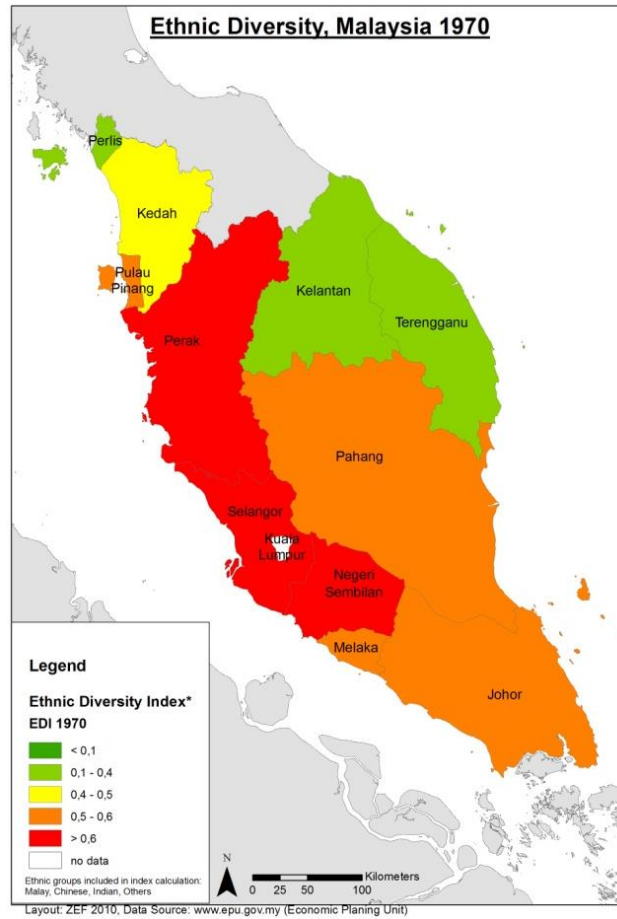 Ethnic Diversity, Malaysia 1970
Perlis
Kedah
Pulau
Pinang
Kelantan
Terengganu
Perak
Pahang
Selangor
Kuala
Lumpur
Negeri
Sembilan
Melaka
Johor
Legend
Ethnic Diversity Index*
EDI 1970
< 0,1
0,1 - 0,4
0,4 - 0,5
0,5 - 0,6
> 0,6
no data
Ethnic groups included in index calculation:
Malay, Chinese, Indian, Others
N
Kilometers
0 25 50 100
Layout: ZEF 2010, Data Source: www.epu.gov.my (Economic Planing Unit)